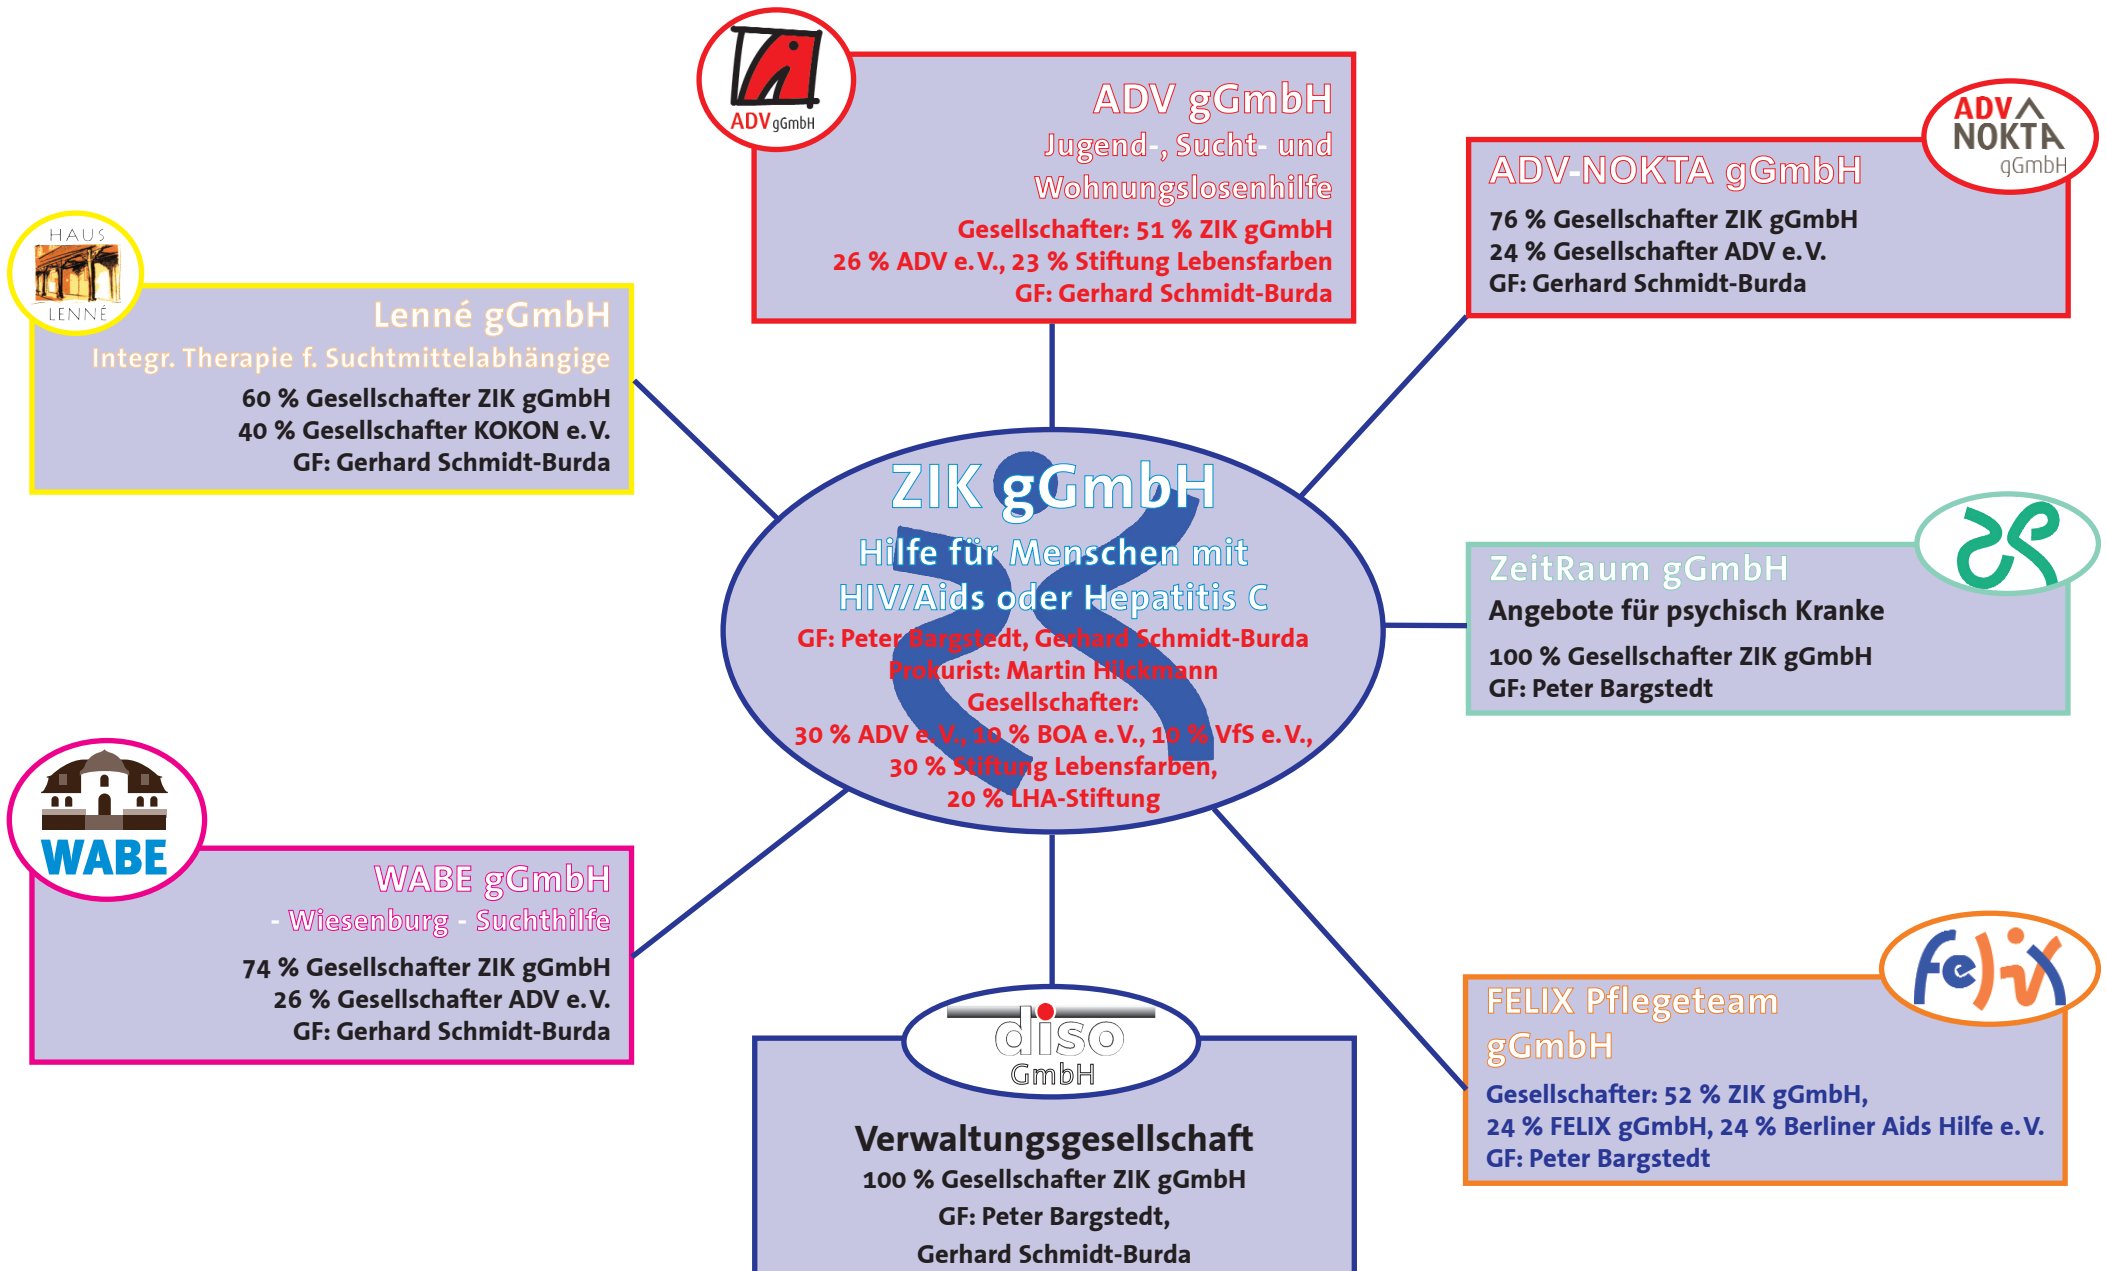 ADV gGmbH
ADV gGmbH
Jugend-, Sucht- und
Wohnungslosenhilfe
Gesellschafter: 51 % ZIK gGmbH
26 % ADV e. V., 23 % Stiftung Lebensfarben
GF: Gerhard Schmidt-Burda
ADV
NOKTA
gGmbH
ADV-NOKTA gGmbH
76 % Gesellschafter ZIK gGmbH
24 % Gesellschafter ADV e. V.
GF: Gerhard Schmidt-Burda
HAUS
LENNÉ
Lenné gGmbH
Integr. Therapie f. Suchtmittelabhängige
60 % Gesellschafter ZIK gGmbH
40 % Gesellschafter KOKON e. V.
GF: Gerhard Schmidt-Burda
ZIK gGmbH
Hilfe für Menschen mit
HIV/Aids oder Hepatitis C
GF: Peter Bargstedt, Gerhard Schmidt-Burda
Prokurist: Martin Hilckmann
Gesellschafter:
30 % ADV e. V., 10 % BOA e. V., 10 % VfS e. V.,
30 % Stiftung Lebensfarben,
20 % LHA-Stiftung
ZeitRaum gGmbH
Angebote für psychisch Kranke
100 % Gesellschafter ZIK gGmbH
GF: Peter Bargstedt
WABE
WABE gGmbH
- Wiesenburg - Suchthilfe
74 % Gesellschafter ZIK gGmbH
26 % Gesellschafter ADV e. V.
GF: Gerhard Schmidt-Burda
felix
FELIX Pflegeteam
gGmbH
Gesellschafter: 52 % ZIK gGmbH,
24 % FELIX gGmbH, 24 % Berliner Aids Hilfe e. V.
GF: Peter Bargstedt
diso
GmbH
Verwaltungsgesellschaft
100 % Gesellschafter ZIK gGmbH
GF: Peter Bargstedt,
Gerhard Schmidt-Burda